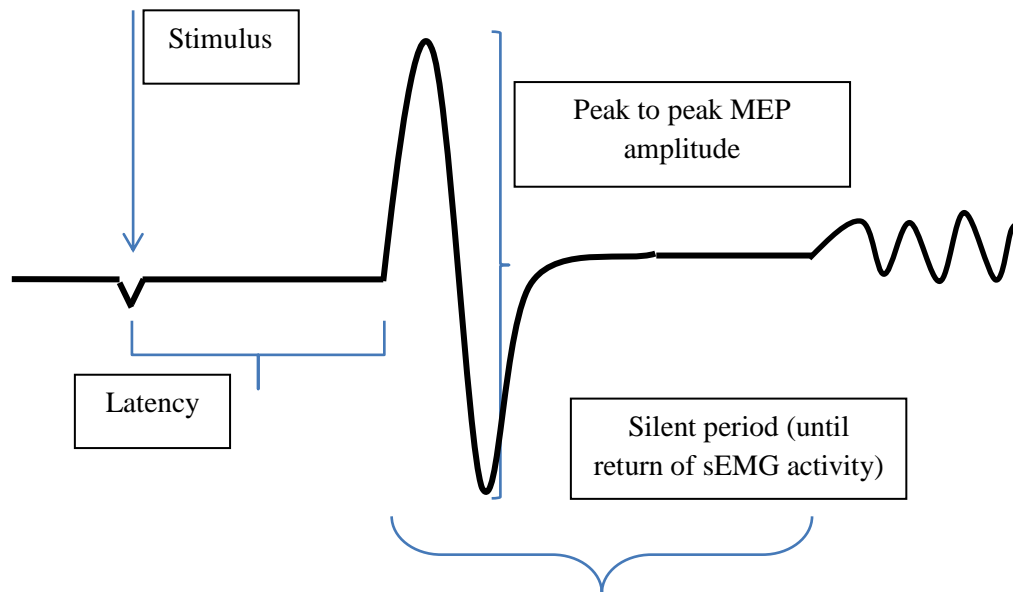 Stimulus
Peak to peak MEP
amplitude
Latency
Silent period (until
return of sEMG activity)